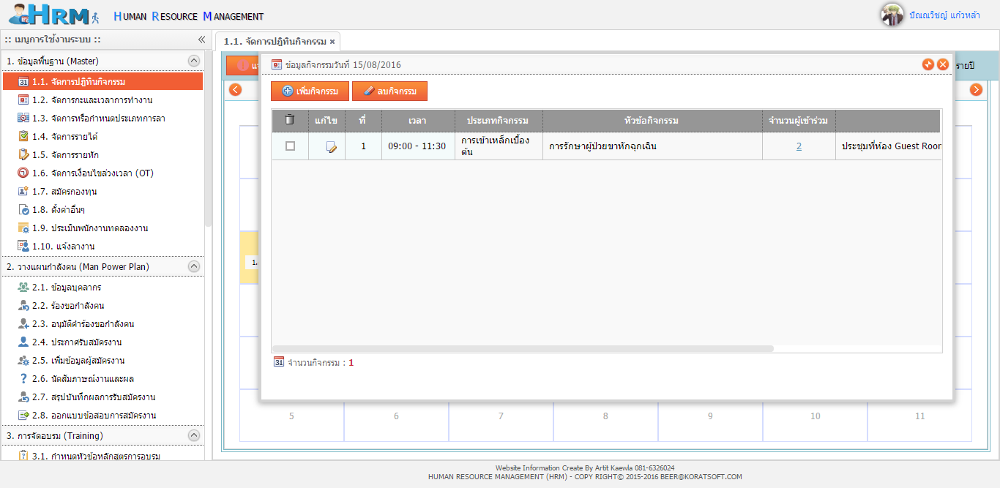 HRM HUMAN RESOURCE MANAGEMENT
ปัณณวิชญ์ แก้วหล้า
:: เมนูการใช้งานระบบ ::
1. ข้อมูลพื้นฐาน (Master)
1.1. จัดการปฏิทินกิจกรรม
1.2. จัดการกะและเวลาการทำงาน
1.3. จัดการหรือกำหนดประเภทการลา
1.4. จัดการรายได้
1.5. จัดการรายหัก
1.6. จัดการเงื่อนไขล่วงเวลา (OT)
1.7. สมัครกองทุน
1.8. ตั้งค่าอื่นๆ
1.9. ประเมินพนักงานทดลองงาน
1.10. แจ้งลางาน
2. วางแผนกำลังคน (Man Power Plan)
2.1. ข้อมูลบุคลากร
2.2. ร้องขอกำลังคน
2.3. อนุมัติคำร้องขอกำลังคน
2.4. ประกาศรับสมัครงาน
2.5. เพิ่มข้อมูลผู้สมัครงาน
2.6. นัดสัมภาษณ์งานและผล
2.7. สรุปบันทึกผลการรับสมัครงาน
2.8. ออกแบบข้อสอบการสมัครงาน
3. การจัดอบรม (Training)
3.1. กำหนดหัวข้อหลักสูตรการอบรม
1.1. จัดการปฏิทินกิจกรรม ×
รายปี
ข้อมูลกิจกรรมวันที่ 15/08/2016
เพิ่มกิจกรรม ลบกิจกรรม
แก้ไข ที่ เวลา ประเภทกิจกรรม หัวข้อกิจกรรม จำนวนผู้เข้าร่วม
1 09:00 - 11:30 การเข้าเหล็กเบื้อง
ต้น
การรักษาผู้ป่วยขาหักฉุกเฉิน 2 ประชุมที่ห้อง Guest Room
31 จำนวนกิจกรรม : 1
5 6 7 8 9 10 11
Website Information Create By Artit Kaewla 081-6326024
HUMAN RESOURCE MANAGEMENT (HRM) - COPY RIGHT© 2015-2016 BEER@KORATSOFT.COM